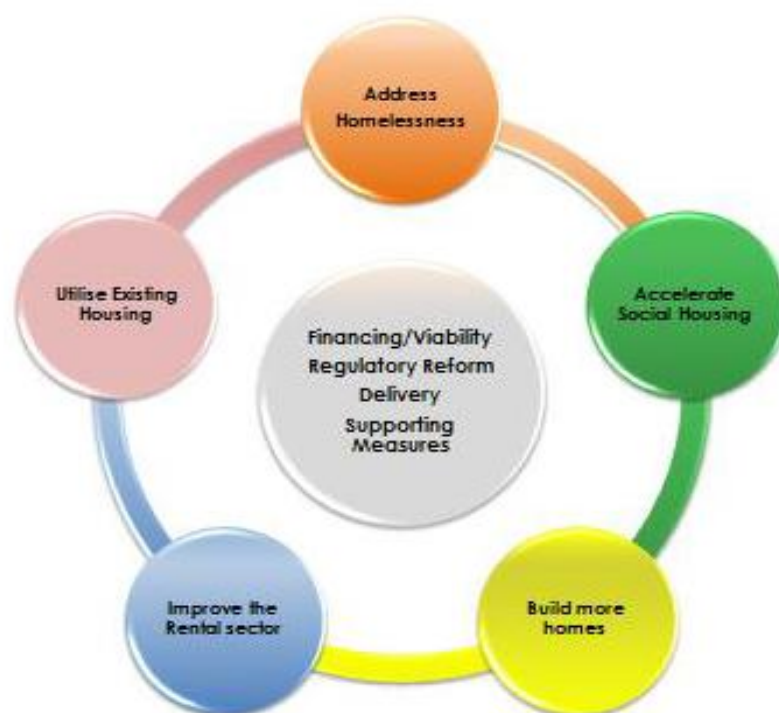 Address
Homelessness
Utilise Existing
Housing
Accelerate
Social Housing
Financing/Viability
Regulatory Reform
Delivery
Supporting
Measures
Improve the
Rental sector
Build more
homes